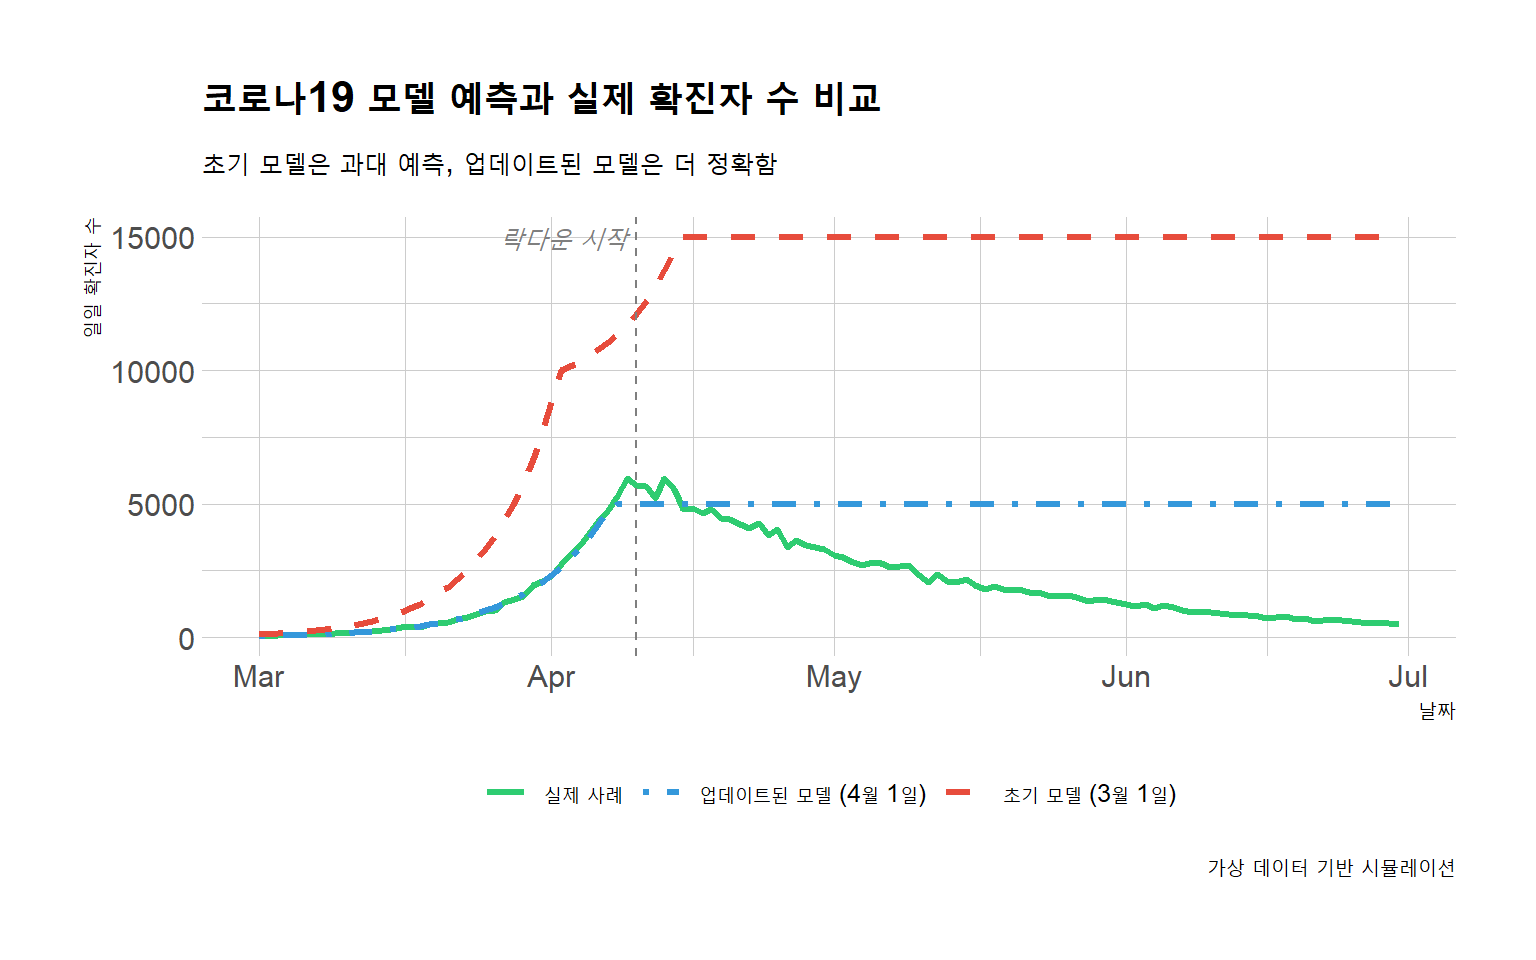 코로나19 모델 예측과 실제 확진자 수 비교
초기 모델은 과대 예측, 업데이트된 모델은 더 정확함
일일 확진자 수
15000
10000
5000
0
락다운 시작
Mar Apr May Jun Jul
날짜
실제 사례 업데이트된 모델 (4월 1일) 초기 모델 (3월 1일)
가상 데이터 기반 시뮬레이션